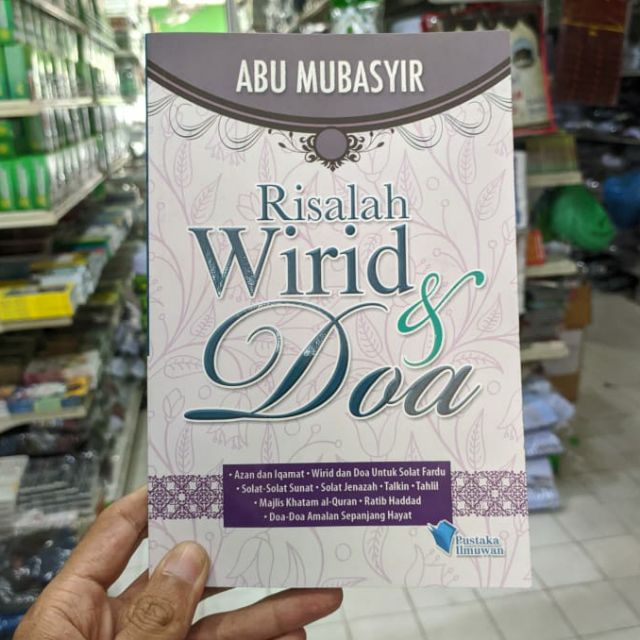 ABU MUBASYIR
Risalah
Wirid
&
Doa
• Azan dan Iqamat • Wirid dan Doa Untuk Solat Fardu
• Solat-Solat Sunat • Solat Jenazah • Talkin • Tahlil
• Majlis Khatam al-Quran • Ratib Haddad
• Doa-Doa Amalan Sepanjang Hayat
Pustaka
Ilmuwan